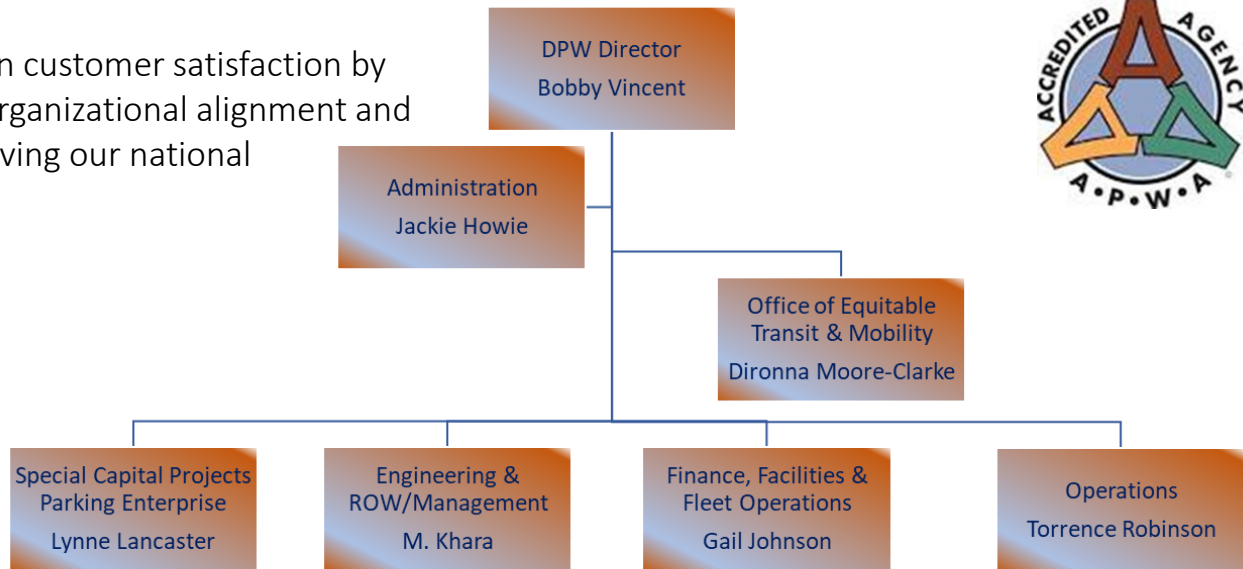 n customer satisfaction by
rganizational alignment and
ving our national
DPW Director
Bobby Vincent
ACCREDITED AGENCY
A•P•W•A
Administration
Jackie Howie
Office of Equitable
Transit & Mobility
Dironna Moore-Clarke
Special Capital Projects
Parking Enterprise
Lynne Lancaster
Engineering &
ROW/Management
M. Khara
Finance, Facilities &
Fleet Operations
Gail Johnson
Operations
Torrence Robinson